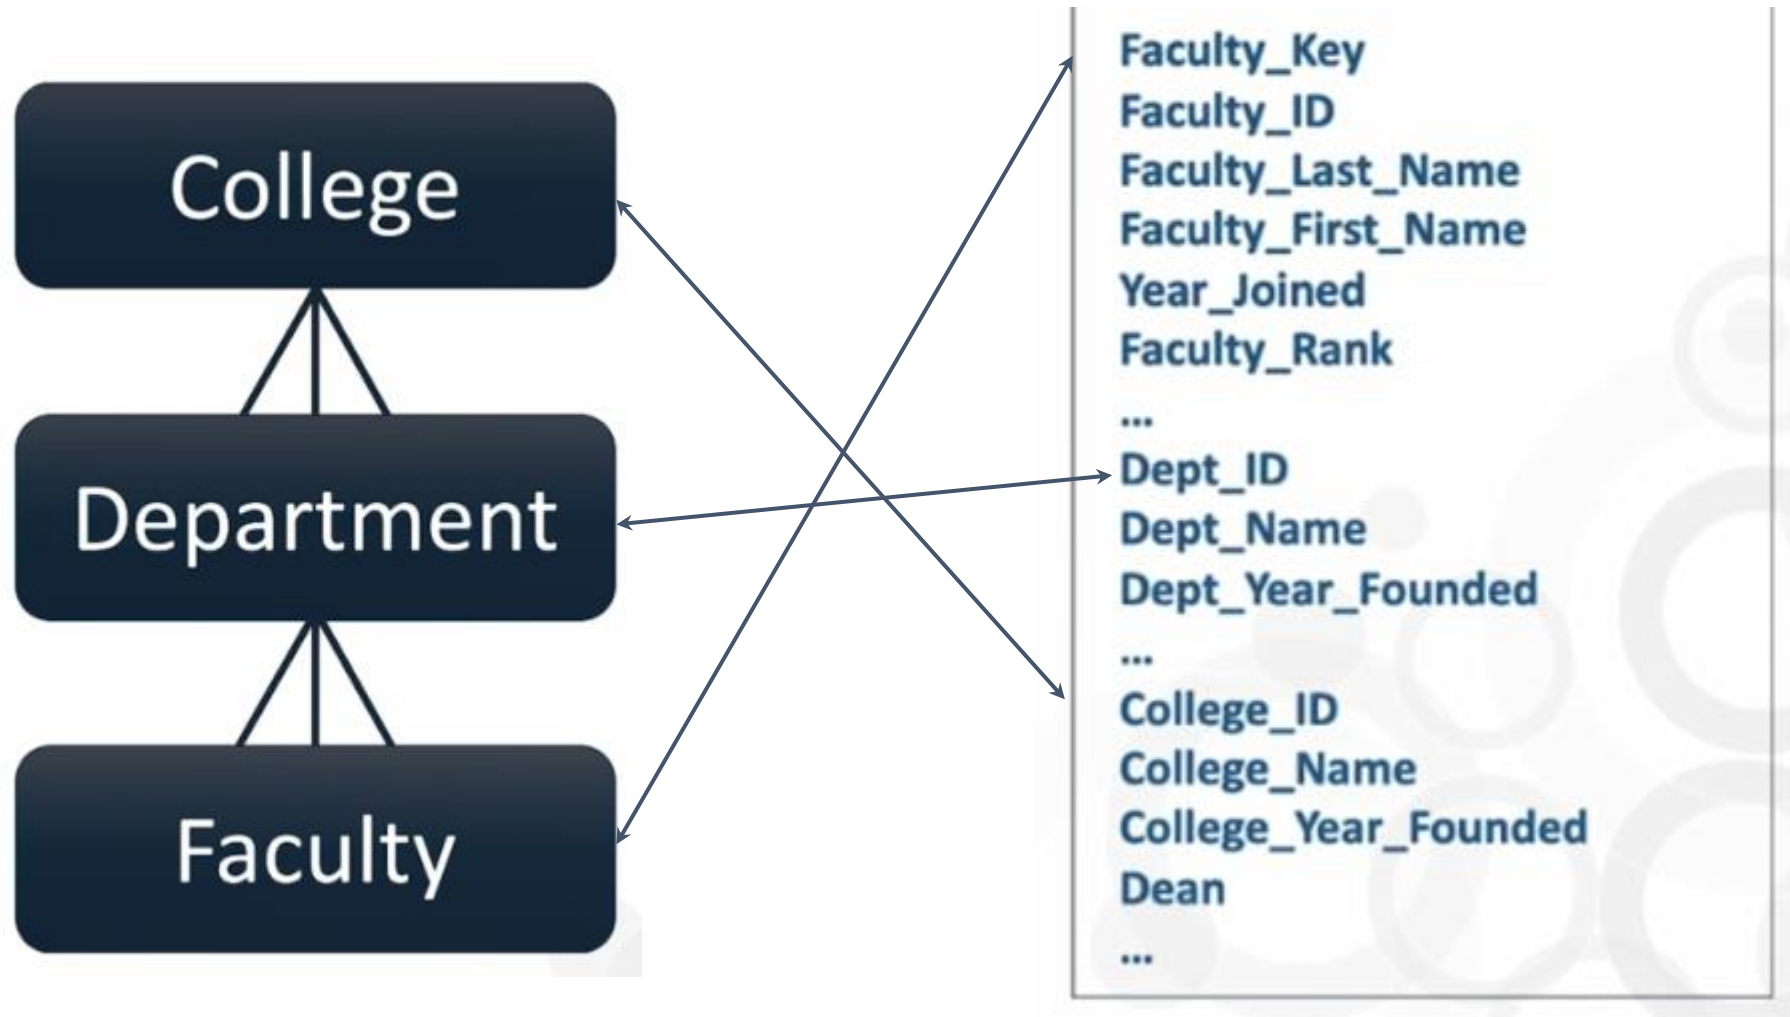 College
Department
Faculty
Faculty_Key
Faculty_ID
Faculty_Last_Name
Faculty_First_Name
Year_Joined
Faculty_Rank
...
Dept_ID
Dept_Name
Dept_Year_Founded
...
College_ID
College_Name
College_Year_Founded
Dean
...